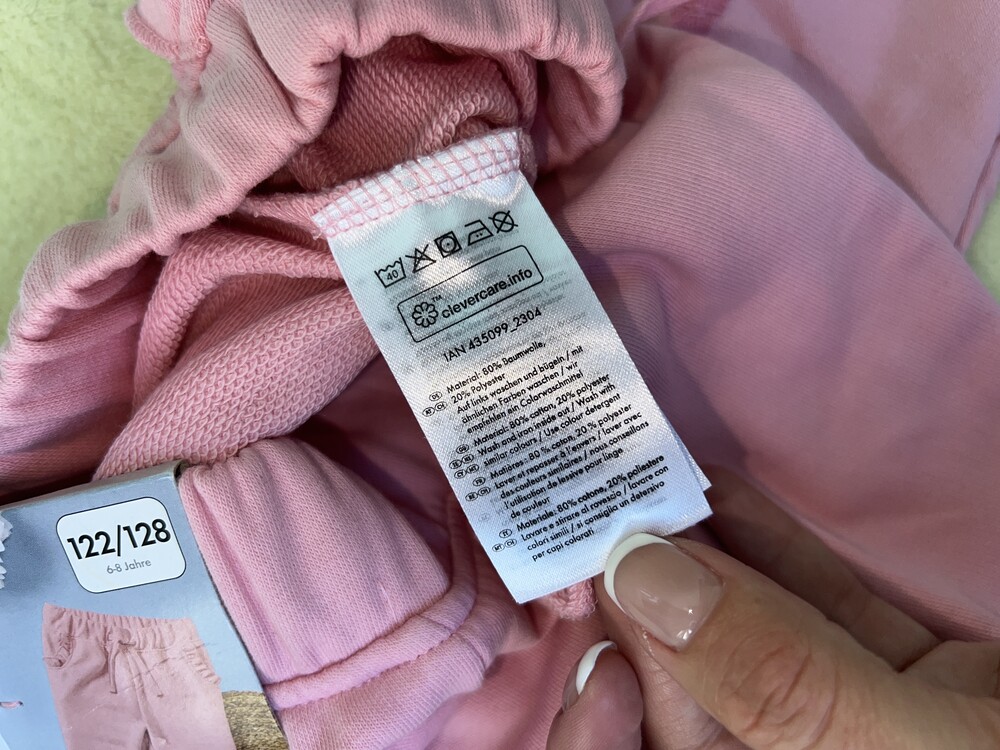 40
clevercare.info™
IAN 435099_2304
Material: 80% Baumwolle,
20% Polyester
Auf links waschen und bügeln / mit
ähnlichen Farben waschen / wir
empfehlen ein Colorwaschmittel
Material: 80% cotton, 20% polyester
Wash and iron inside out / Wash with
similar colours / Use colour detergent
Matières: 80 % coton, 20 % polyester
Laver et repasser à l'envers / laver avec
des couleurs similaires / nous conseillons
l'utilisation de lessive pour linge
de couleur
Materiale: 80% cotone, 20% poliestere
Lavare e stirare al rovescio / lavare con
colori simili / si consiglia un detersivo
per capi colorati
122/128
6-8 Jahre